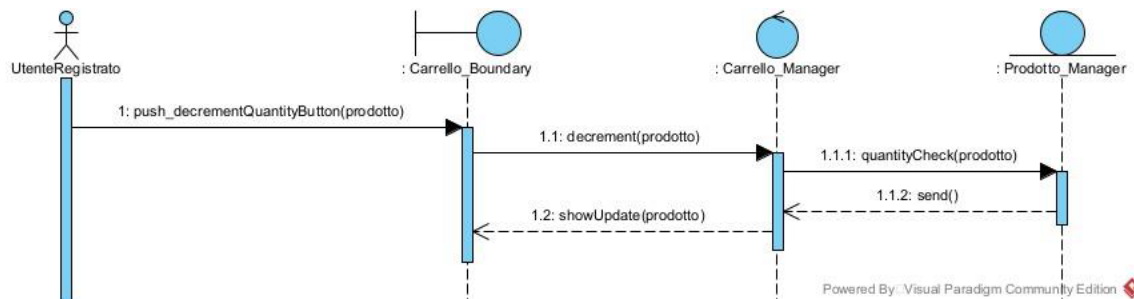 UtenteRegistrato
: Carrello_Boundary
: Carrello_Manager
: Prodotto_Manager
1: push_decrementQuantityButton(prodotto)
1.1: decrement(prodotto)
1.1.1: quantityCheck(prodotto)
1.1.2: send()
1.2: showUpdate(prodotto)
Powered By Visual Paradigm Community Edition